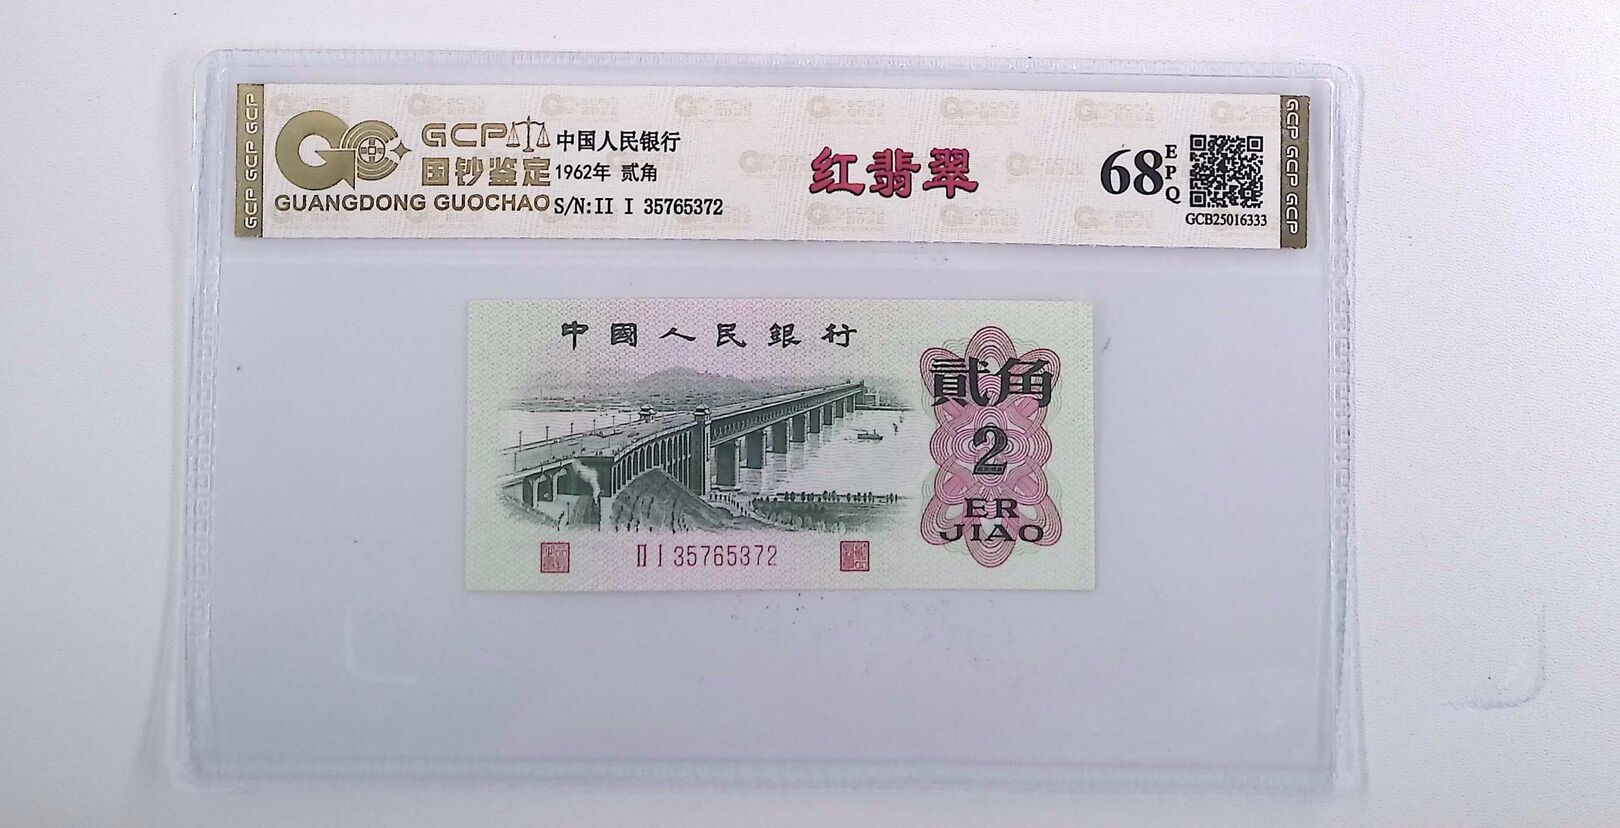 GCP GCP GCP
GCP
国钞鉴定
GUANGDONG GUOCHAO
中国人民银行
1962年 贰角
S/N:II I 35765372
红翡翠
68
EPQ
GCB25016333
GCP GCP GCP
中國人民銀行
貳角
2
ER
JIAO
II I 35765372